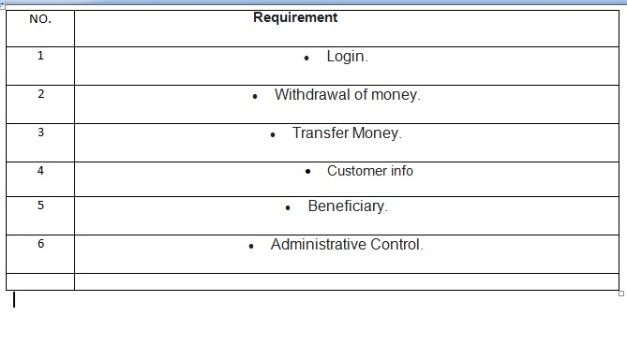 NO. Requirement
1 • Login.
2 • Withdrawal of money.
3 • Transfer Money.
4 • Customer info
5 • Beneficiary.
6 • Administrative Control.